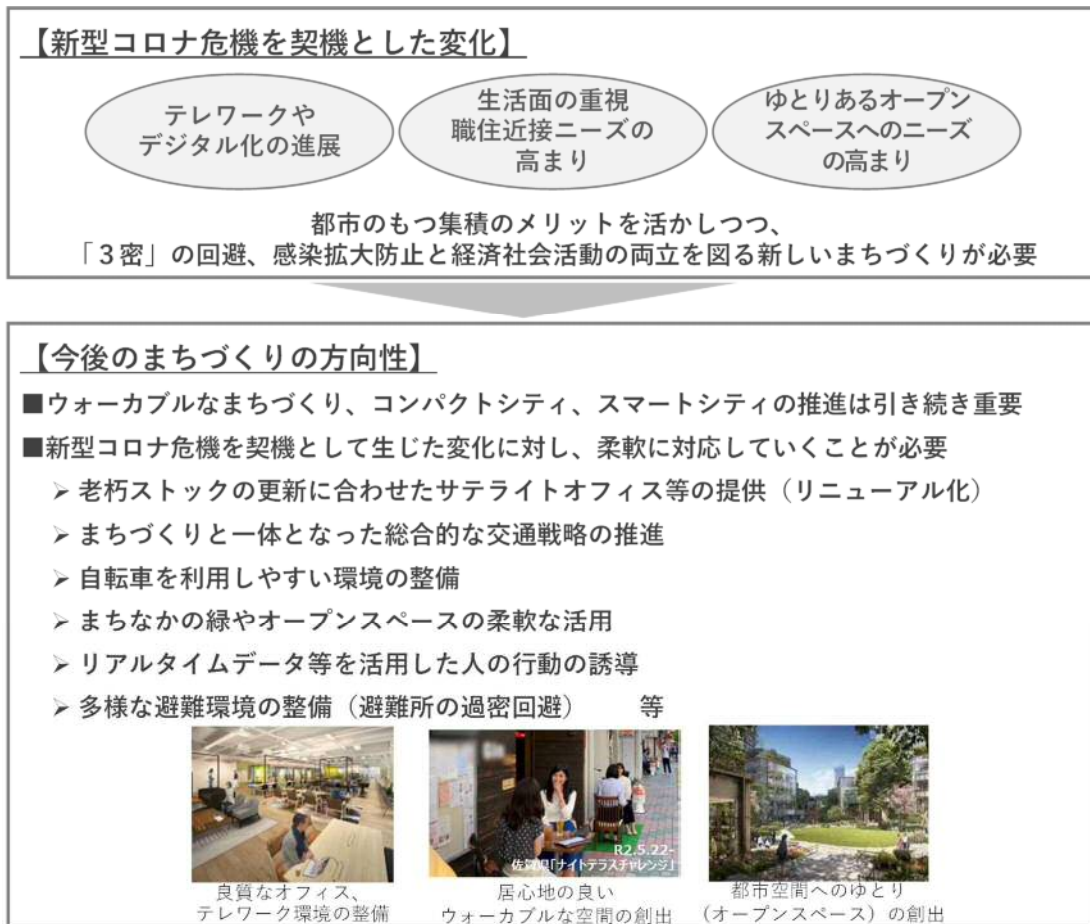 【新型コロナ危機を契機とした変化】
テレワークや
デジタル化の進展
生活面の重視
職住近接ニーズの
高まり
ゆとりあるオープン
スペースへのニーズ
の高まり
都市のもつ集積のメリットを活かしつつ、
「３密」の回避、感染拡大防止と経済社会活動の両立を図る新しいまちづくりが必要
【今後のまちづくりの方向性】
■ウォーカブルなまちづくり、コンパクトシティ、スマートシティの推進は引き続き重要
■新型コロナ危機を契機として生じた変化に対し、柔軟に対応していくことが必要
➢ 老朽ストックの更新に合わせたサテライトオフィス等の提供（リニューアル化）
➢ まちづくりと一体となった総合的な交通戦略の推進
➢ 自転車を利用しやすい環境の整備
➢ まちなかの緑やオープンスペースの柔軟な活用
➢ リアルタイムデータ等を活用した人の行動の誘導
➢ 多様な避難環境の整備（避難所の過密回避）　　等
R2.5.22-
佐賀県「ナイトテラスチャレンジ」
良質なオフィス、
テレワーク環境の整備
居心地の良い
ウォーカブルな空間の創出
都市空間へのゆとり
（オープンスペース）の創出